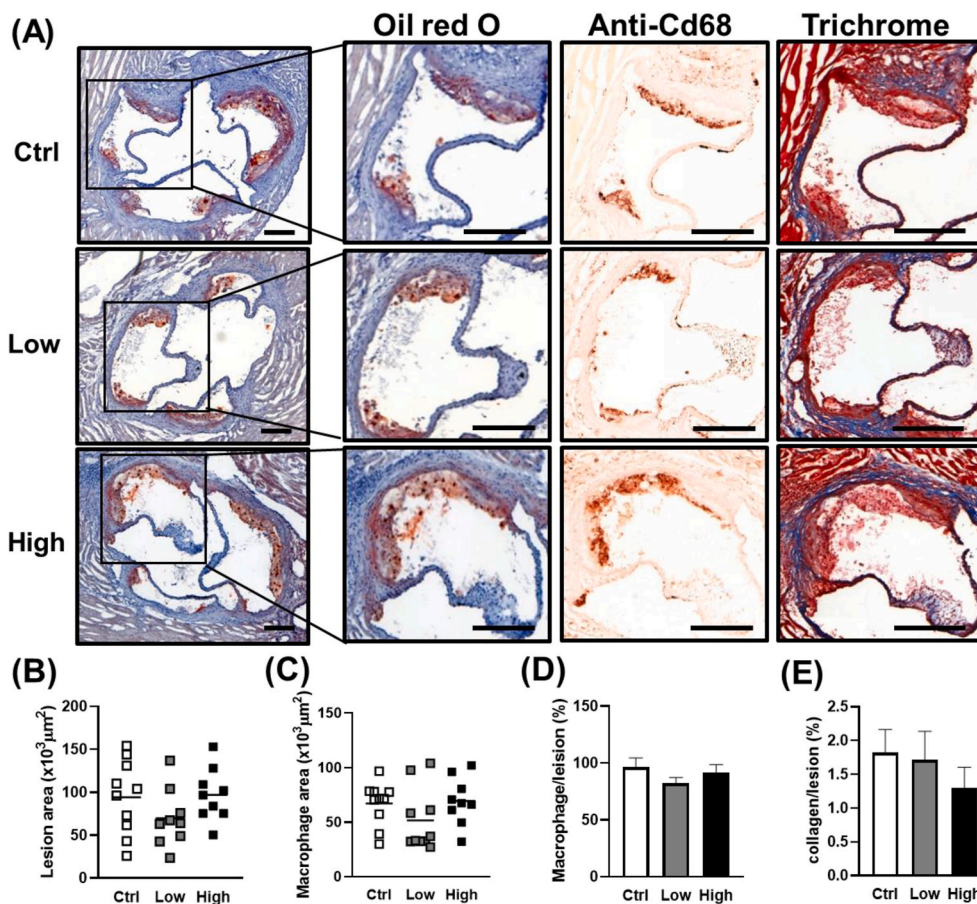 (A)
Oil red O
Anti-Cd68
Trichrome
Ctrl
Low
High
(B)
Lesion area (x10³μm²)
200
150
100
50
0
Ctrl Low High
(C)
Macrophage area (x10³μm²)
150
100
50
0
Ctrl Low High
(D)
Macrophage/leision (%)
150
100
50
0
Ctrl Low High
(E)
collagen/lesion (%)
2.5
2.0
1.5
1.0
0.5
0.0
Ctrl Low High